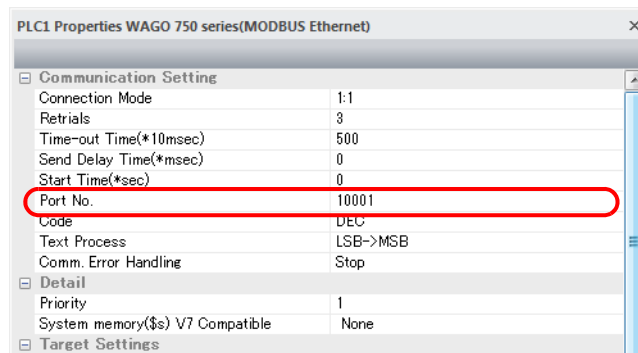 PLC1 Properties WAGO 750 series(MODBUS Ethernet)
Communication Setting
Connection Mode 1:1
Retrials 3
Time-out Time(*10msec) 500
Send Delay Time(*msec) 0
Start Time(*sec) 0
Port No. 10001
Code DEC
Text Process LSB->MSB
Comm. Error Handling Stop
Detail
Priority 1
System memory($s) V7 Compatible None
Target Settings